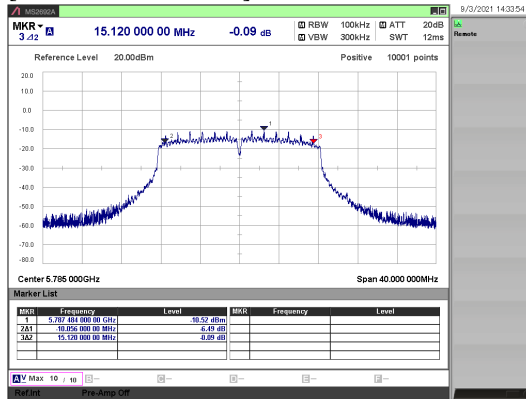 MS2692A
9/3/2021 14:33:54
MKR
3 Δ2 A 15.120 000 00 MHz -0.09 dB
RBW 100kHz ATT 20dB
VBW 300kHz SWT 12ms
Remote
Reference Level 20.00dBm Positive 10001 points
20.0
10.0
0.0
-10.0
-20.0
-30.0
-40.0
-50.0
-60.0
-70.0
-80.0
2
1
3
Center 5.785 000GHz Span 40.000 000MHz
Marker List
MKR Frequency Level MKR Frequency Level
1 5.787 484 000 00 GHz -10.52 dBm
2Δ1 -10.056 000 00 MHz -6.49 dB
3Δ2 15.120 000 00 MHz -0.09 dB
A V Max 10 / 10 B -- C -- D -- E -- F --
Ref.Int Pre-Amp Off